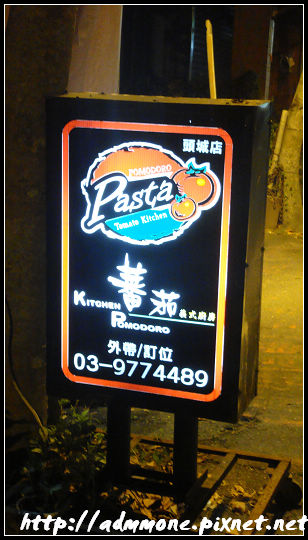 頭城店
POMODORO
Pasta
Tomato Kitchen
蕃茄義式廚房
KITCHEN
POMODORO
外帶/訂位
03-9774489
http://admmone.pixnet.net